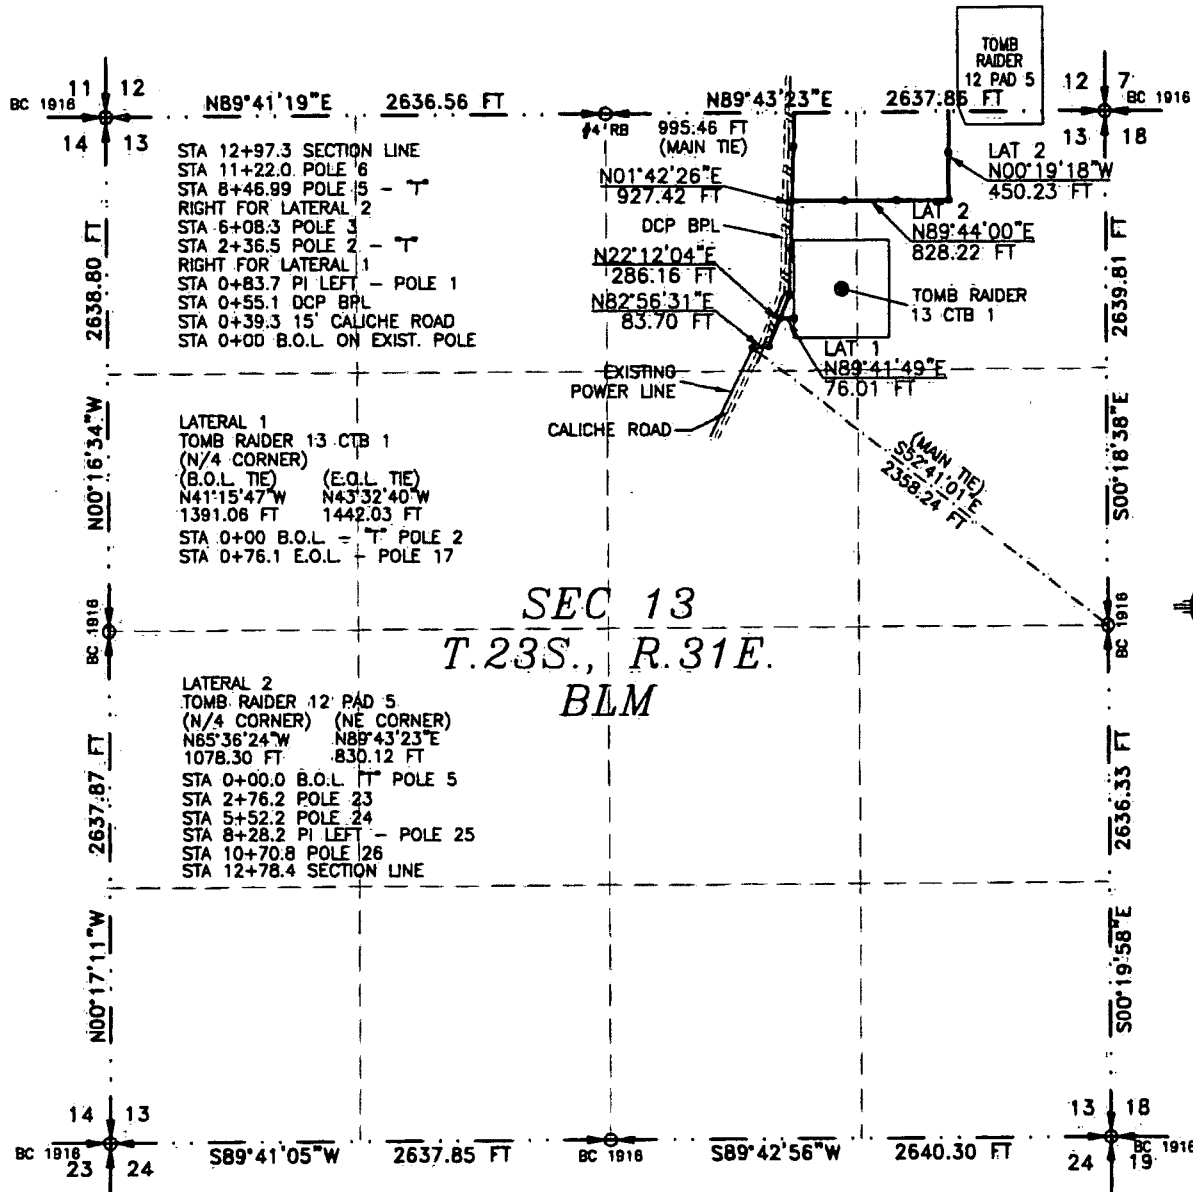 TOMB
RAIDER
12 PAD 5
11 12
BC 1916
14 13
N89°41'19"E 2636.56 FT
#4 RB
N89°43'23"E 2637.86 FT
12 7
BC 1916
13 18
995.46 FT
(MAIN TIE)
STA 12+97.3 SECTION LINE
STA 11+22.0 POLE 6
STA 8+46.99 POLE 5 - "T"
RIGHT FOR LATERAL 2
STA 6+08.3 POLE 3
STA 2+36.5 POLE 2 - "T"
RIGHT FOR LATERAL 1
STA 0+83.7 PI LEFT - POLE 1
STA 0+55.1 DCP BPL
STA 0+39.3 15' CALICHE ROAD
STA 0+00 B.O.L. ON EXIST. POLE
N01°42'26"E
927.42 FT
DCP BPL
N22°12'04"E
286.16 FT
N82°56'31"E
83.70 FT
LAT 2
N00°19'18"W
450.23 FT
LAT 2
N89°44'00"E
828.22 FT
TOMB RAIDER
13 CTB 1
LAT 1
N89°41'49"E
76.01 FT
EXISTING
POWER LINE
CALICHE ROAD
2638.80 FT
N00°16'34"W
2639.81 FT
S00°18'38"E
(MAIN TIE)
S52°41'01"E
2358.24 FT
LATERAL 1
TOMB RAIDER 13 CTB 1
(N/4 CORNER)
(B.O.L. TIE) (E.O.L. TIE)
N41°15'47"W N43°32'40"W
1391.06 FT 1442.03 FT
STA 0+00 B.O.L. - "T" POLE 2
STA 0+76.1 E.O.L. - POLE 17
BC 1916
SEC 13
T.23S., R.31E.
BLM
BC 1916
LATERAL 2
TOMB RAIDER 12 PAD 5
(N/4 CORNER) (NE CORNER)
N65°36'24"W N89°43'23"E
1078.30 FT 830.12 FT
STA 0+00.0 B.O.L. "T" POLE 5
STA 2+76.2 POLE 23
STA 5+52.2 POLE 24
STA 8+28.2 PI LEFT - POLE 25
STA 10+70.8 POLE 26
STA 12+78.4 SECTION LINE
2637.87 FT
N00°17'11"W
2636.33 FT
S00°19'58"E
14 13
BC 1916
23 24
S89°41'05"W 2637.85 FT
BC 1916
S89°42'56"W 2640.30 FT
13 18
BC 1916
24 19